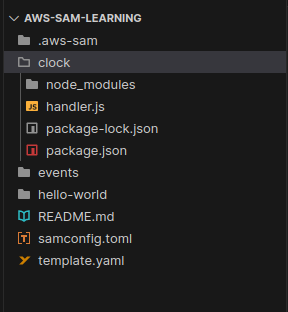 AWS-SAM-LEARNING
.aws-sam
clock
node_modules
JS handler.js
package-lock.json
package.json
events
hello-world
README.md
samconfig.toml
template.yaml